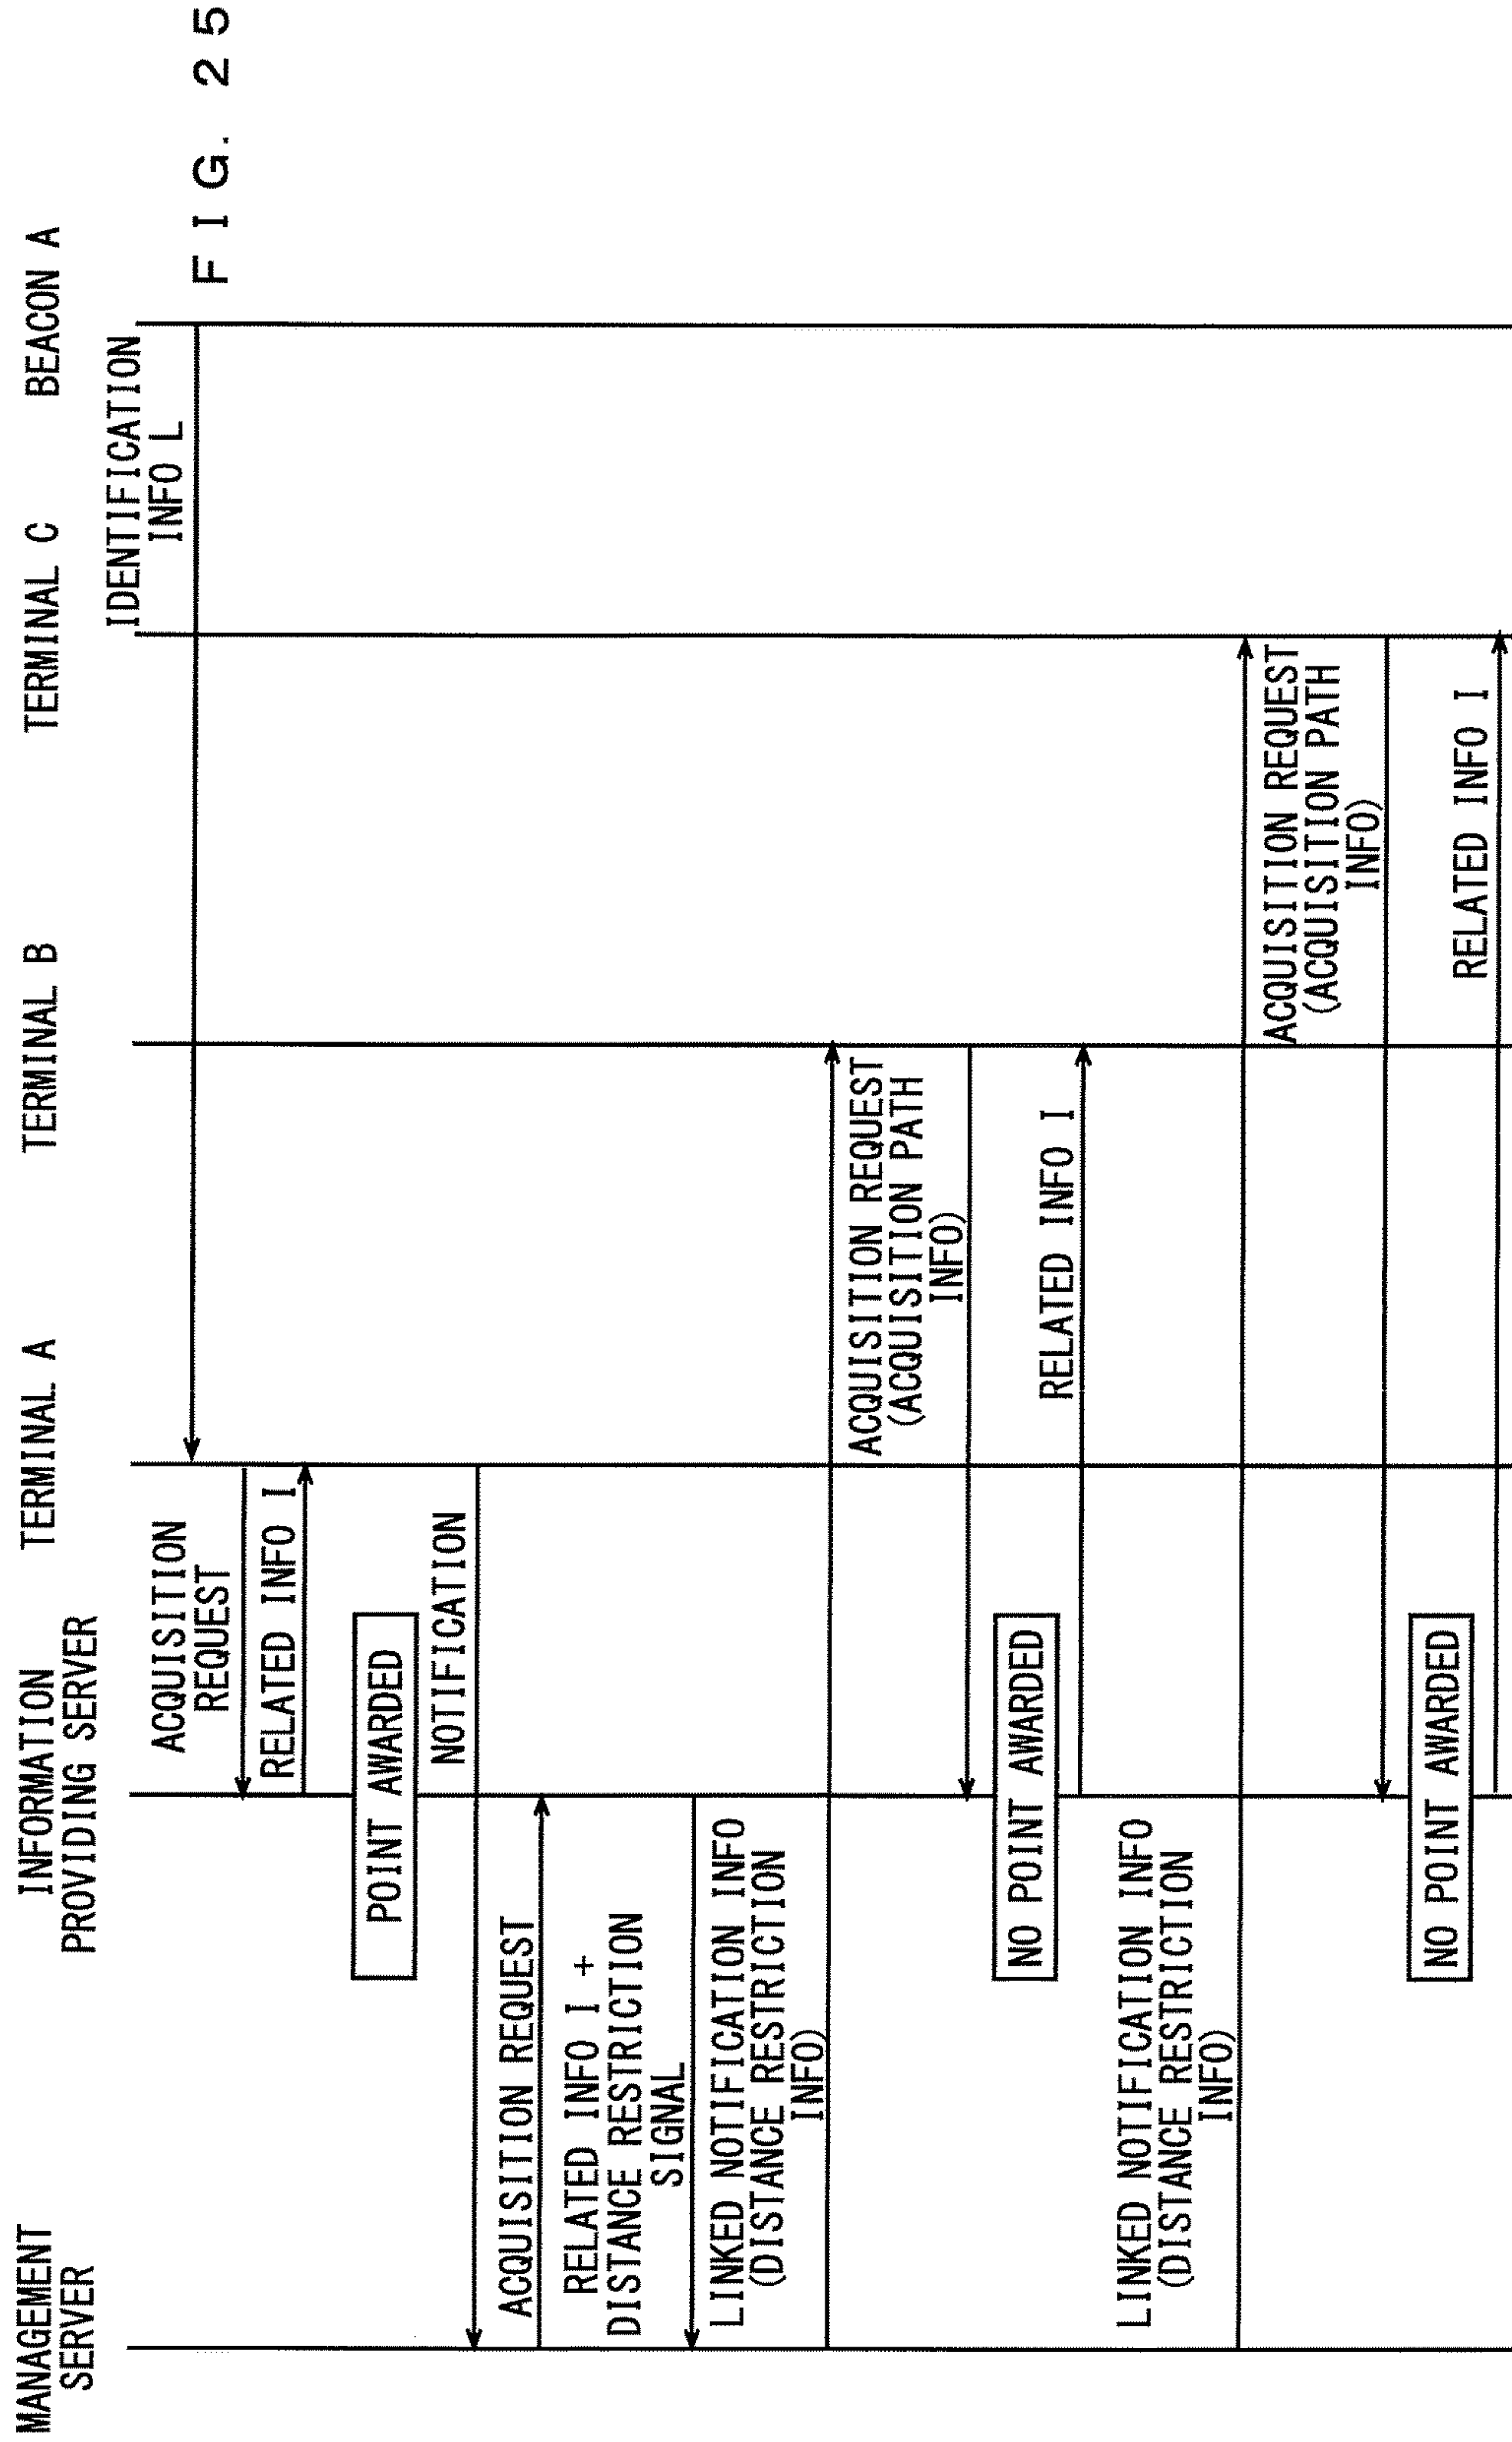 FIG. 25
MANAGEMENT
SERVER
INFORMATION
PROVIDING SERVER
TERMINAL A
TERMINAL B
TERMINAL C
BEACON A
IDENTIFICATION
INFO L
ACQUISITION
REQUEST
RELATED INFO I
POINT AWARDED
NOTIFICATION
ACQUISITION REQUEST
RELATED INFO I +
DISTANCE RESTRICTION
SIGNAL
LINKED NOTIFICATION INFO
(DISTANCE RESTRICTION
INFO)
ACQUISITION REQUEST
(ACQUISITION PATH
INFO)
NO POINT AWARDED
RELATED INFO I
LINKED NOTIFICATION INFO
(DISTANCE RESTRICTION
INFO)
ACQUISITION REQUEST
(ACQUISITION PATH
INFO)
NO POINT AWARDED
RELATED INFO I